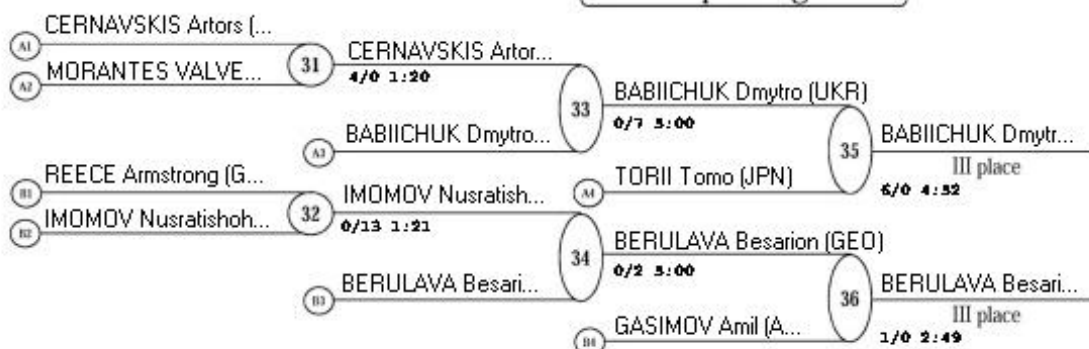 CERNAVSKIS Artors (...
A1
31
CERNAVSKIS Artor...
MORANTES VALVE...
A2
4/0 1:20
33
BABIICHUK Dmytro (UKR)
0/7 5:00
BABIICHUK Dmytro...
A3
35
BABIICHUK Dmytr...
III place
REECE Armstrong (G...
B1
TORII Tomo (JPN)
A4
6/0 4:32
32
IMOMOV Nusratish...
IMOMOV Nusratishoh...
B2
0/13 1:21
34
BERULAVA Besarion (GEO)
0/2 5:00
BERULAVA Besari...
B3
36
BERULAVA Besari...
III place
GASIMOV Amil (A...
B4
1/0 2:49